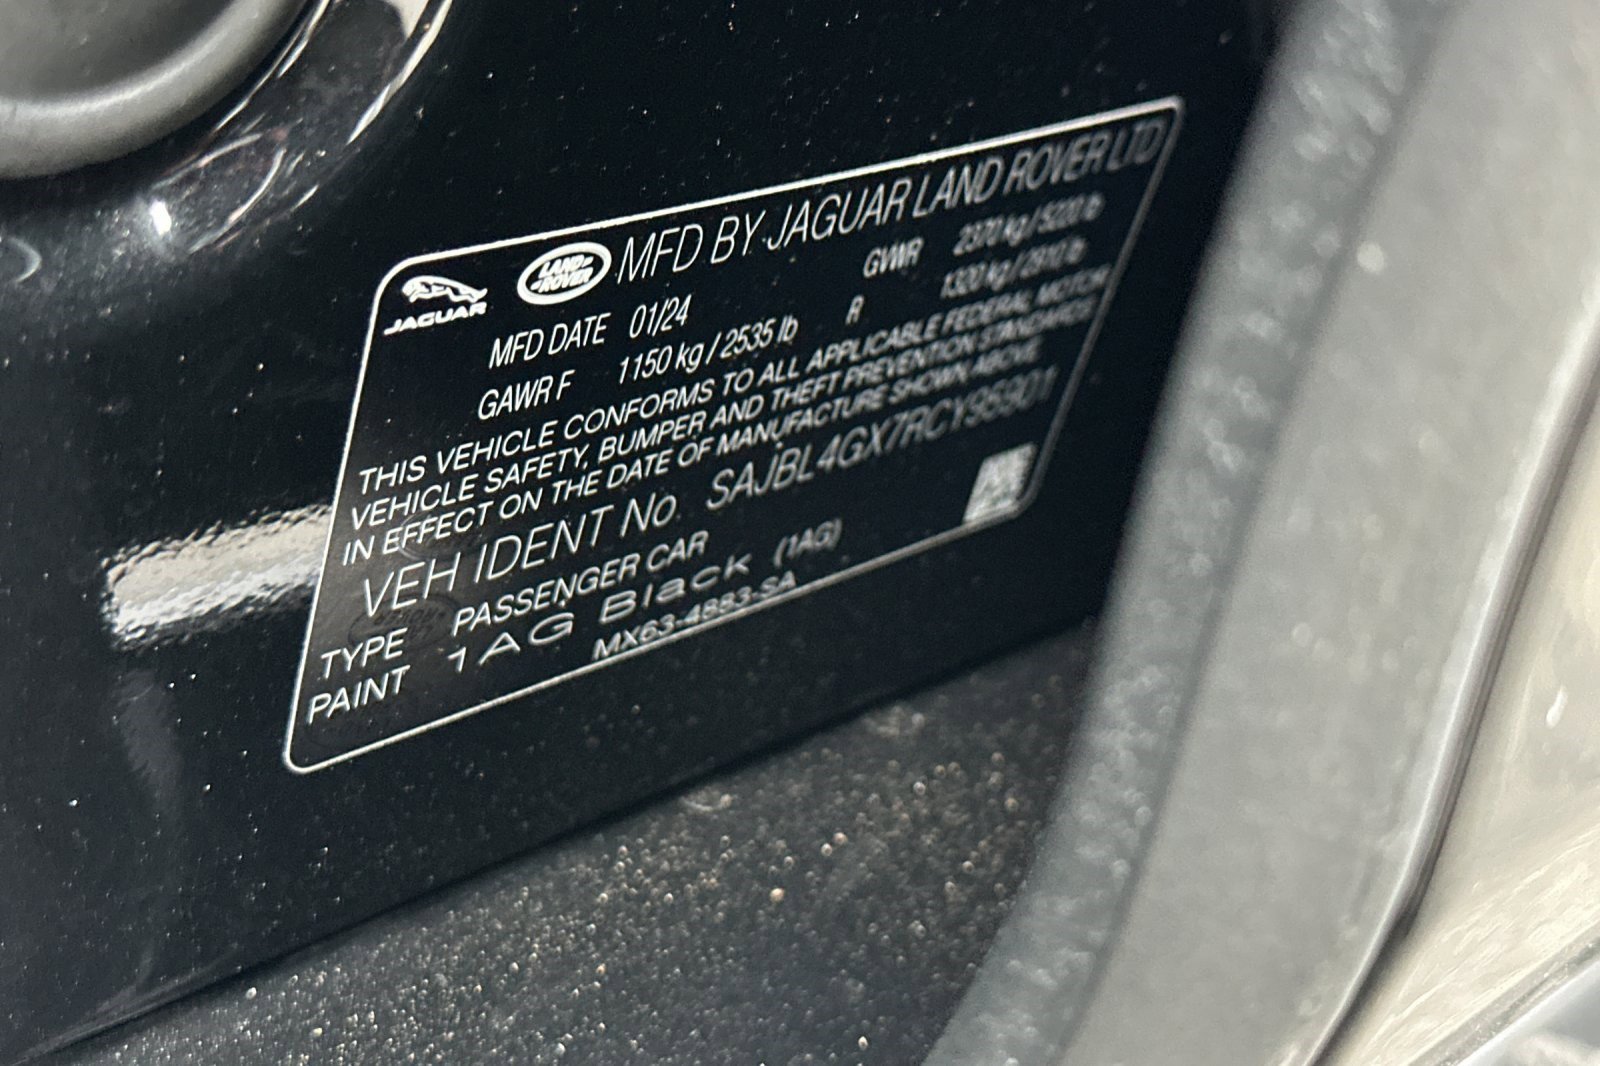 JAGUAR LAND ROVER MFD BY JAGUAR LAND ROVER LTD
MFD DATE 01/24 GVWR 2370 kg / 5220 lb
GAWR F 1150 kg / 2535 lb R 1320 kg / 2910 lb
THIS VEHICLE CONFORMS TO ALL APPLICABLE FEDERAL MOTOR
VEHICLE SAFETY, BUMPER AND THEFT PREVENTION STANDARDS
IN EFFECT ON THE DATE OF MANUFACTURE SHOWN ABOVE
VEH IDENT No.
TYPE PASSENGER CAR
PAINT 1AG Black (1AG)
MX63-4883-SA